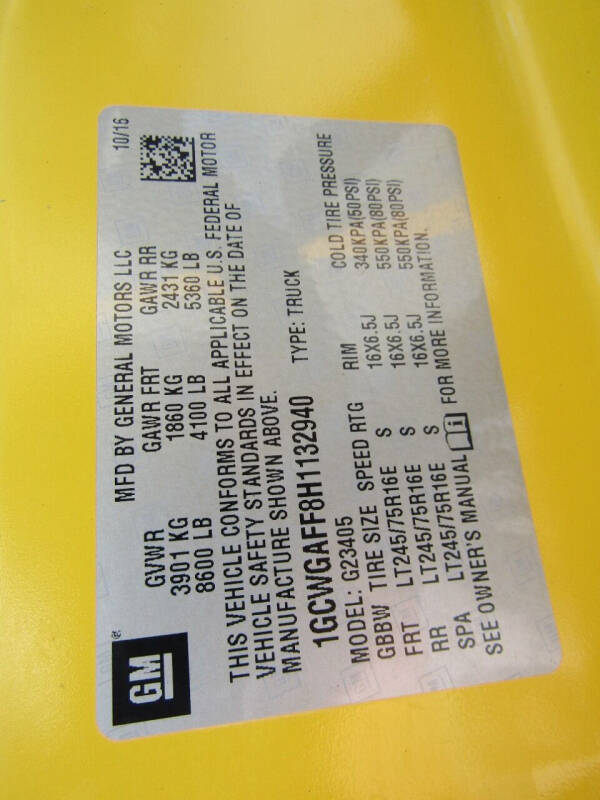 GM®
MFD BY GENERAL MOTORS LLC 10/16
GVWR GAWR FRT GAWR RR
3901 KG 1860 KG 2431 KG
8600 LB 4100 LB 5360 LB
THIS VEHICLE CONFORMS TO ALL APPLICABLE U.S. FEDERAL MOTOR
VEHICLE SAFETY STANDARDS IN EFFECT ON THE DATE OF
MANUFACTURE SHOWN ABOVE.
1GCWGAFF8H1132940 TYPE: TRUCK
MODEL: G23405
GBBW TIRE SIZE SPEED RTG RIM COLD TIRE PRESSURE
FRT LT245/75R16E S 16X6.5J 340KPA(50PSI)
RR LT245/75R16E S 16X6.5J 550KPA(80PSI)
SPA LT245/75R16E S 16X6.5J 550KPA(80PSI)
SEE OWNER'S MANUAL i FOR MORE INFORMATION.